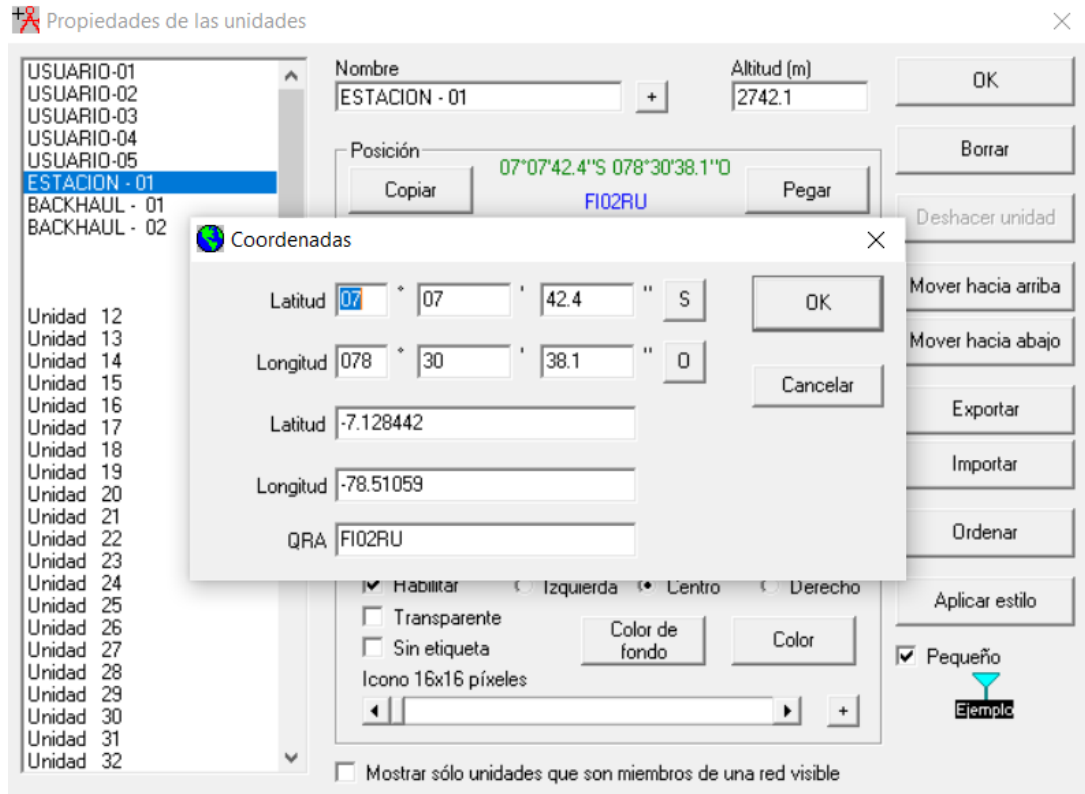 Propiedades de las unidades
USUARIO-01
USUARIO-02
USUARIO-03
USUARIO-04
USUARIO-05
ESTACION - 01
BACKHAUL - 01
BACKHAUL - 02
Unidad 12
Unidad 13
Unidad 14
Unidad 15
Unidad 16
Unidad 17
Unidad 18
Unidad 19
Unidad 20
Unidad 21
Unidad 22
Unidad 23
Unidad 24
Unidad 25
Unidad 26
Unidad 27
Unidad 28
Unidad 29
Unidad 30
Unidad 31
Unidad 32
Nombre
ESTACION - 01
+
Altitud (m)
2742.1
Posición
Copiar
07°07'42.4"S 078°30'38.1"O
FI02RU
Pegar
Coordenadas
Latitud 07 ° 07 ' 42.4 " S
Longitud 078 ° 30 ' 38.1 " O
Latitud -7.128442
Longitud -78.51059
QRA FI02RU
OK
Cancelar
Habilitar Izquierda Centro Derecho
Transparente
Sin etiqueta
Color de
fondo
Color
Icono 16x16 píxeles
+
Mostrar sólo unidades que son miembros de una red visible
OK
Borrar
Deshacer unidad
Mover hacia arriba
Mover hacia abajo
Exportar
Importar
Ordenar
Aplicar estilo
Pequeño
Ejemplo